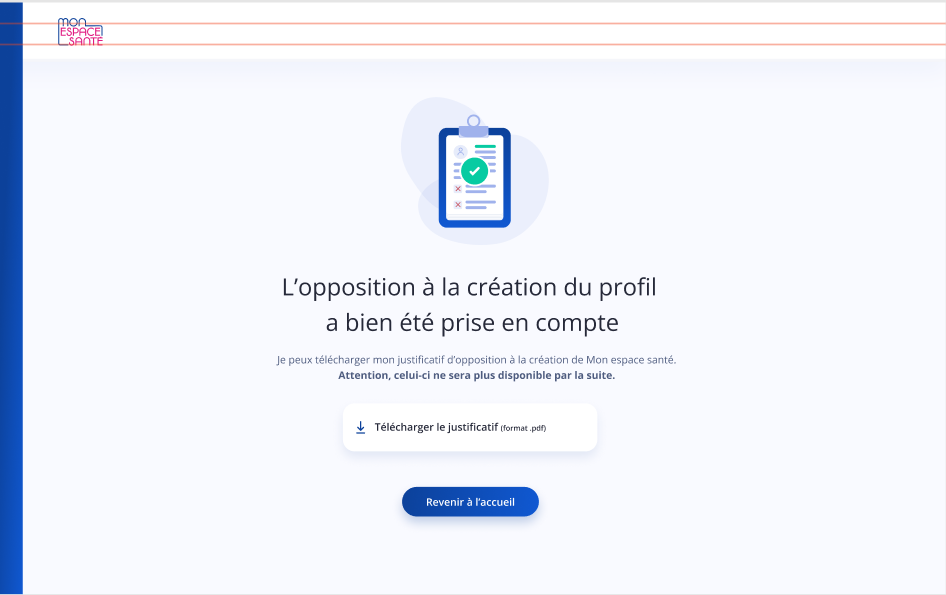 mon
ESPACE
SANTE
L’opposition à la création du profil
a bien été prise en compte
Je peux télécharger mon justificatif d’opposition à la création de Mon espace santé.
Attention, celui-ci ne sera plus disponible par la suite.
Télécharger le justificatif (format .pdf)
Revenir à l’accueil